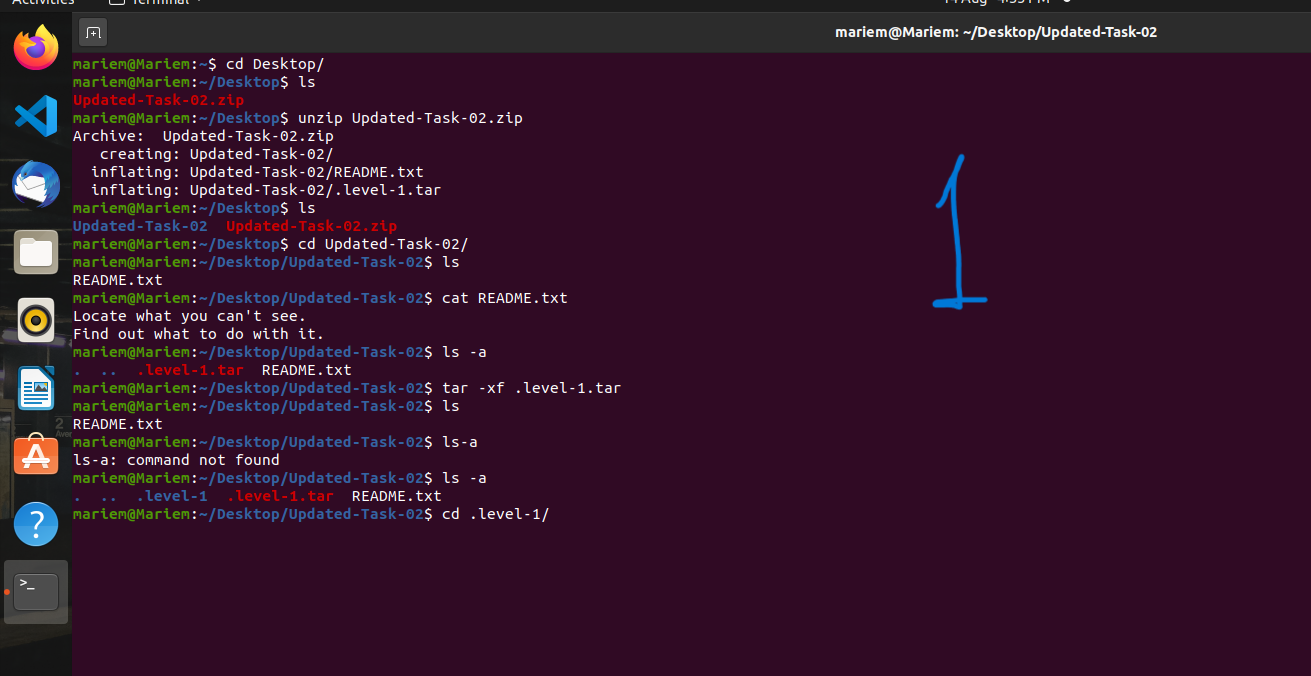 Activities Terminal 14 Aug 4:55 PM
mariem@Mariem: ~/Desktop/Updated-Task-02
mariem@Mariem:~$ cd Desktop/
mariem@Mariem:~/Desktop$ ls
Updated-Task-02.zip
mariem@Mariem:~/Desktop$ unzip Updated-Task-02.zip
Archive:  Updated-Task-02.zip
   creating: Updated-Task-02/
  inflating: Updated-Task-02/README.txt
  inflating: Updated-Task-02/.level-1.tar
mariem@Mariem:~/Desktop$ ls
Updated-Task-02  Updated-Task-02.zip
mariem@Mariem:~/Desktop$ cd Updated-Task-02/
mariem@Mariem:~/Desktop/Updated-Task-02$ ls
README.txt
mariem@Mariem:~/Desktop/Updated-Task-02$ cat README.txt
Locate what you can't see.
Find out what to do with it.
mariem@Mariem:~/Desktop/Updated-Task-02$ ls -a
.  ..  .level-1.tar  README.txt
mariem@Mariem:~/Desktop/Updated-Task-02$ tar -xf .level-1.tar
mariem@Mariem:~/Desktop/Updated-Task-02$ ls
README.txt
mariem@Mariem:~/Desktop/Updated-Task-02$ ls-a
ls-a: command not found
mariem@Mariem:~/Desktop/Updated-Task-02$ ls -a
.  ..  .level-1  .level-1.tar  README.txt
mariem@Mariem:~/Desktop/Updated-Task-02$ cd .level-1/
1